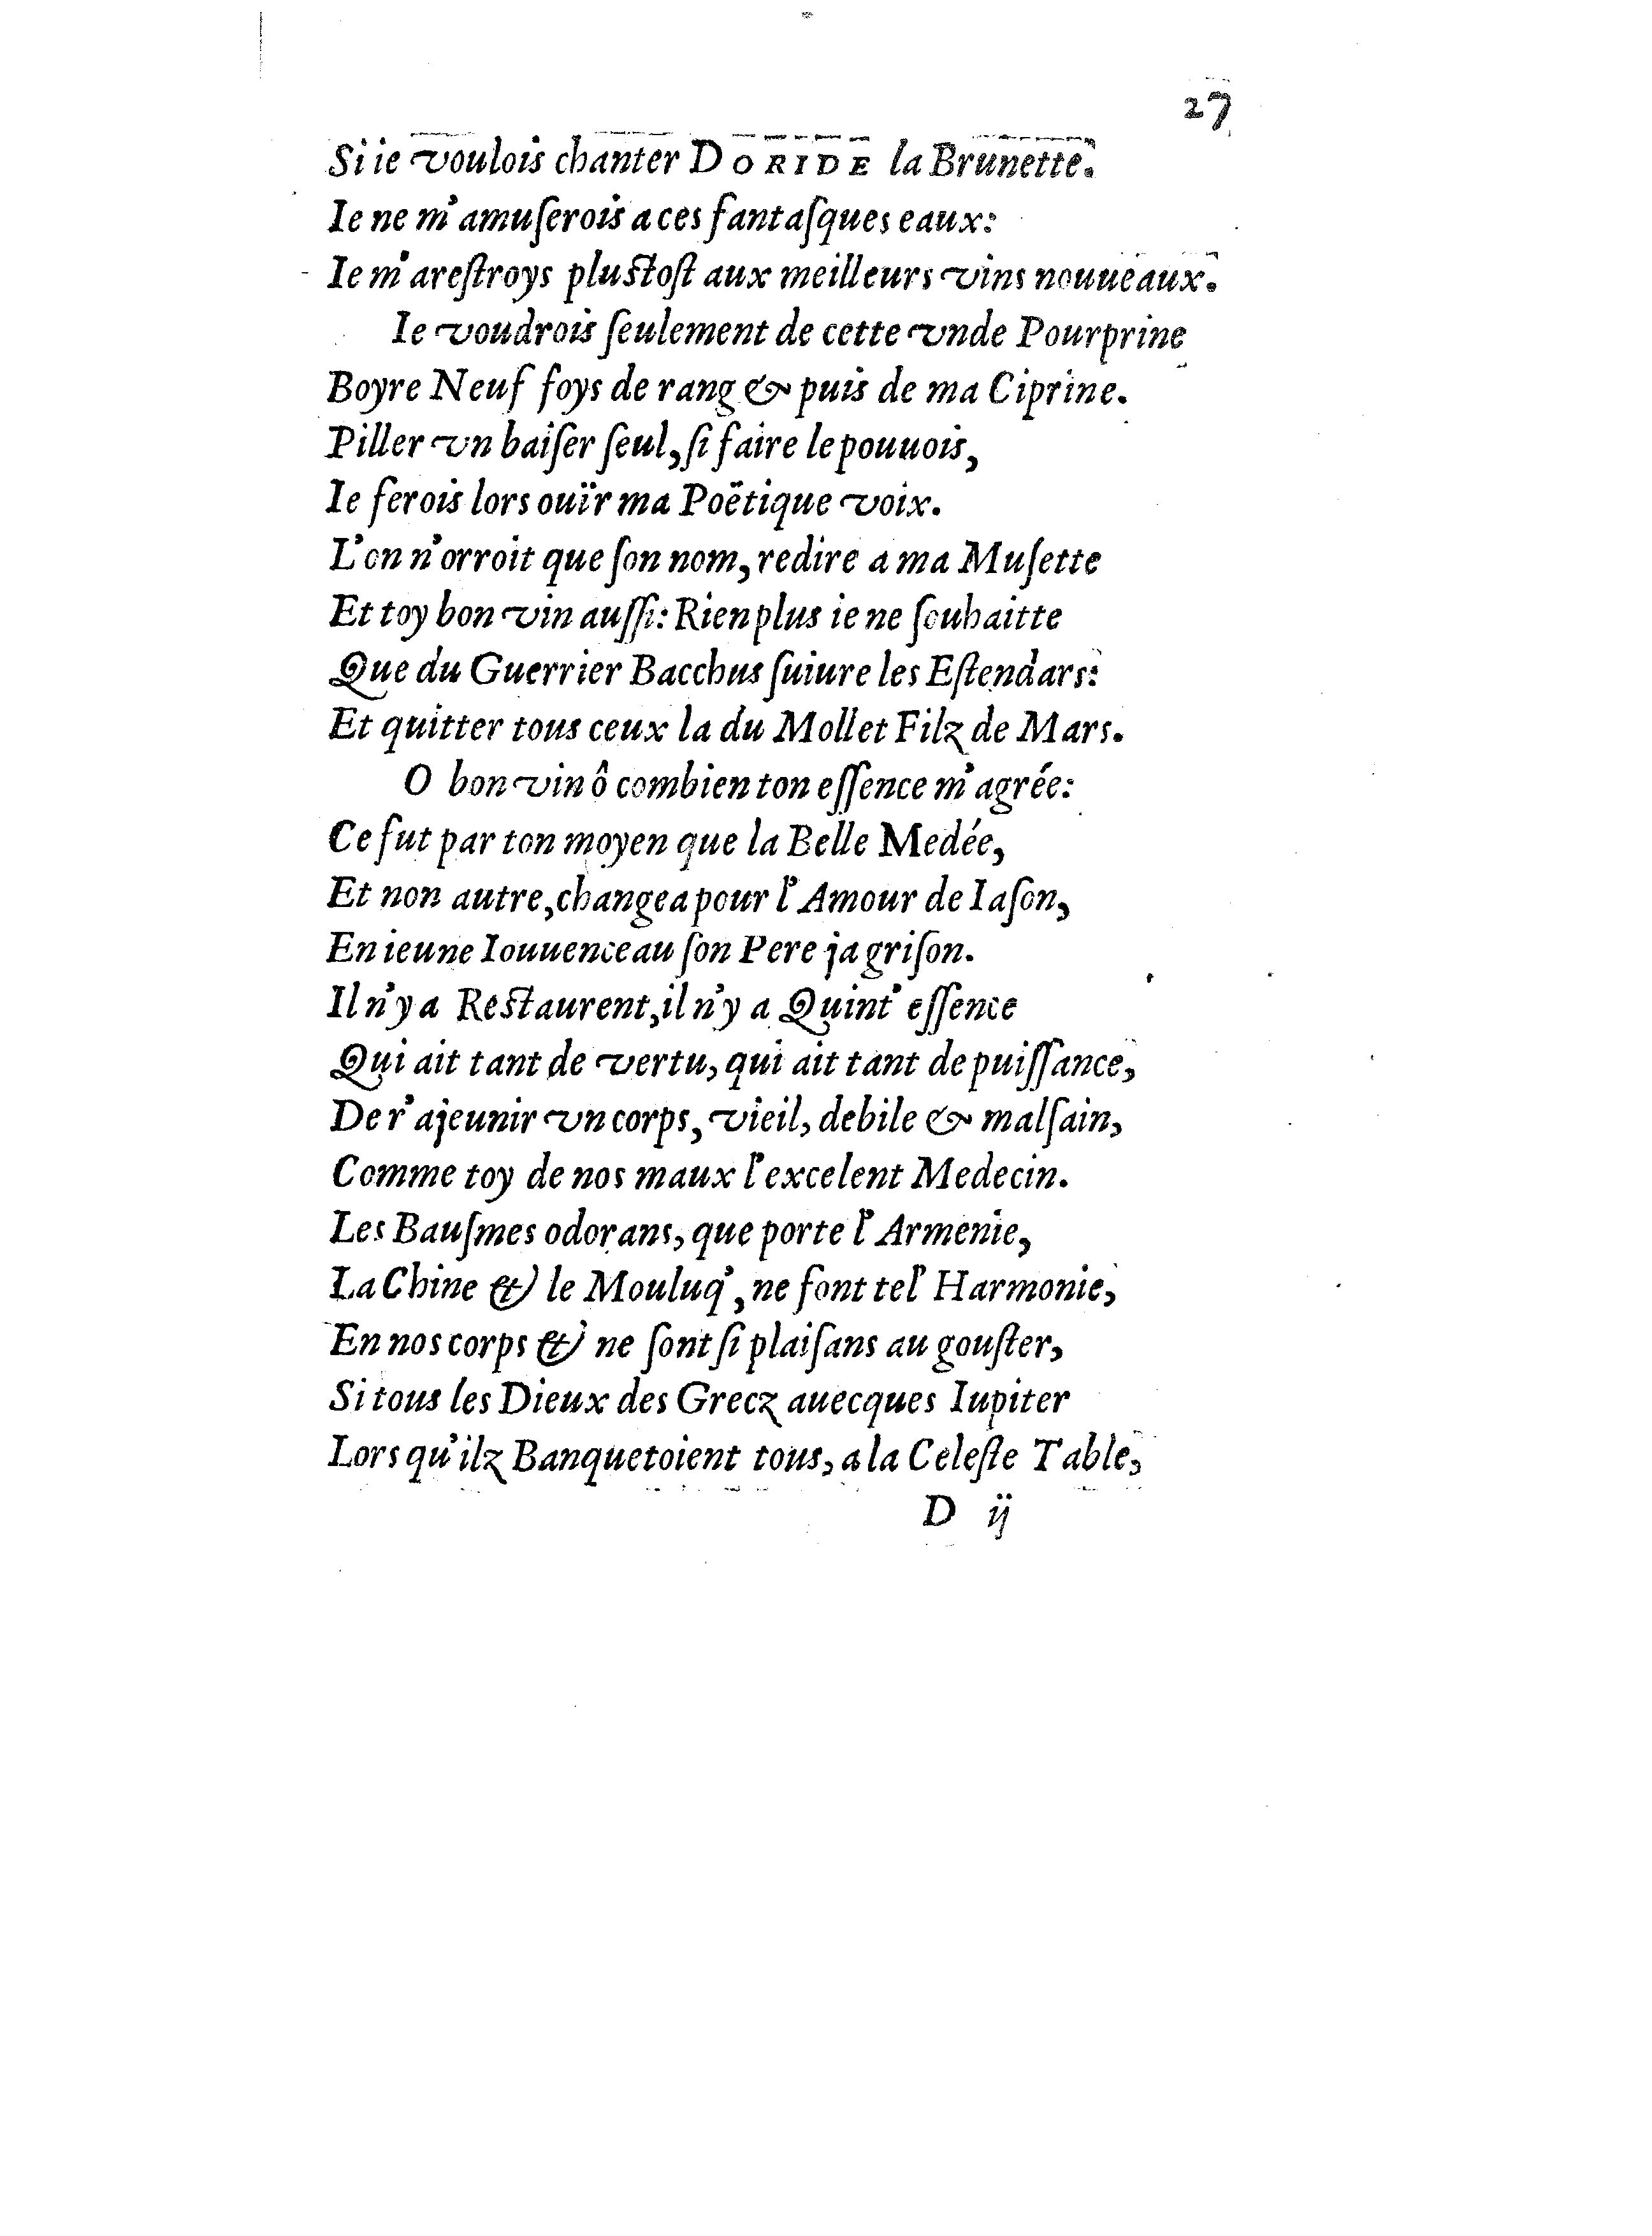 27
Si ie voulois chanter DORIDE la Brunette.
Ie ne m'amuſerois a ces fantaſques eaux:
Ie m'areſtroys pluſtoſt aux meilleurs vins nouueaux.
Ie voudrois ſeulement de cette vnde Pourprine
Boyre Neuf foys de rang & puis de ma Ciprine.
Piller vn baiſer ſeul, ſi faire le pouuois,
Ie ferois lors ouïr ma Poëtique voix.
L'on n'orroit que ſon nom, redire a ma Muſette
Et toy bon vin auſſi: Rien plus ie ne ſouhaitte
Que du Guerrier Bacchus ſuiure les Eſtendars:
Et quitter tous ceux la du Mollet Filz de Mars.
O bon vin ô combien ton eſſence m'agrée:
Ce fut par ton moyen que la Belle Medée,
Et non autre, changea pour l'Amour de Iaſon,
En ieune Iouuenceau ſon Pere ja griſon.
Il n'y a Reſtaurent, il n'y a Quint'eſſence
Qui ait tant de vertu, qui ait tant de puiſſance,
De r'ajeunir vn corps, vieil, debile & malſain,
Comme toy de nos maux l'excelent Medecin.
Les Bauſmes odorans, que porte l'Armenie,
La Chine & le Mouluq', ne font tel' Harmonie,
En nos corps & ne ſont ſi plaiſans au gouſter,
Si tous les Dieux des Grecz auecques Iupiter
Lors qu'ilz Banquetoient tous, a la Celeſte Table,
D ij